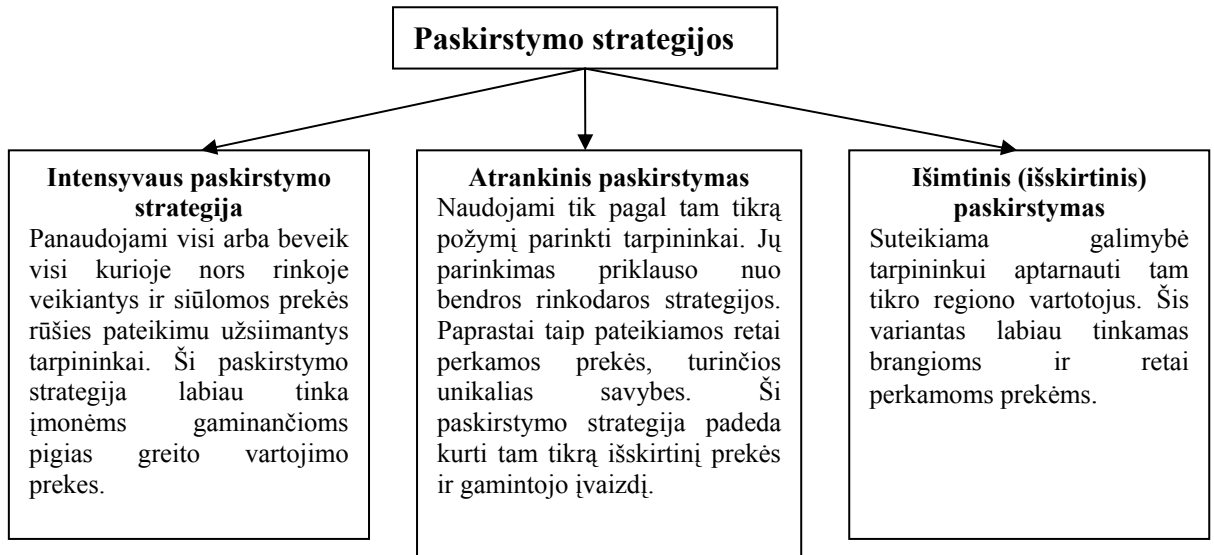 Paskirstymo strategijos
Intensyvaus paskirstymo
strategija
Panaudojami visi arba beveik
visi kurioje nors rinkoje
veikiantys ir siūlomos prekės
rūšies pateikimu užsiimantys
tarpininkai. Ši paskirstymo
strategija labiau tinka
įmonėms gaminančioms
pigias greito vartojimo
prekes.
Atrankinis paskirstymas
Naudojami tik pagal tam tikrą
požymį parinkti tarpininkai. Jų
parinkimas priklauso nuo
bendros rinkodaros strategijos.
Paprastai taip pateikiamos retai
perkamos prekės, turinčios
unikalias savybes. Ši
paskirstymo strategija padeda
kurti tam tikrą išskirtinį prekės
ir gamintojo įvaizdį.
Išimtinis (išskirtinis)
paskirstymas
Suteikiama galimybė
tarpininkui aptarnauti tam
tikro regiono vartotojus. Šis
variantas labiau tinkamas
brangioms ir retai
perkamoms prekėms.